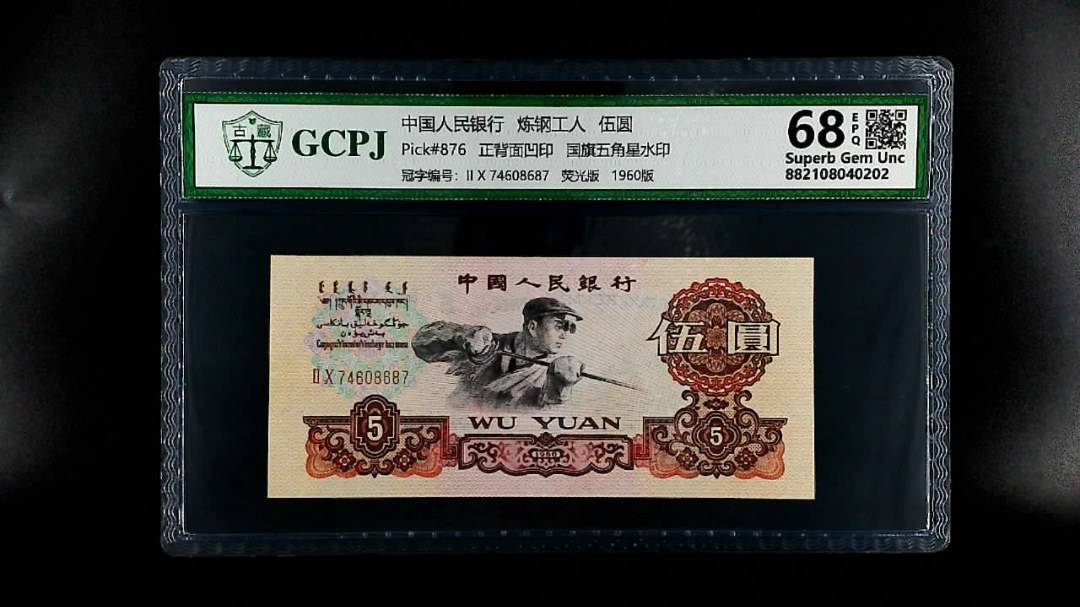 古藏
GCPJ
中国人民银行 炼钢工人 伍圆
Pick#876 正背面凹印 国旗五角星水印
冠字编号: II X 74608687 荧光版 1960版
68 EPQ
Superb Gem Unc
882108040202
中國人民銀行
II X 74608687
伍圓
WU YUAN
5
5
1960